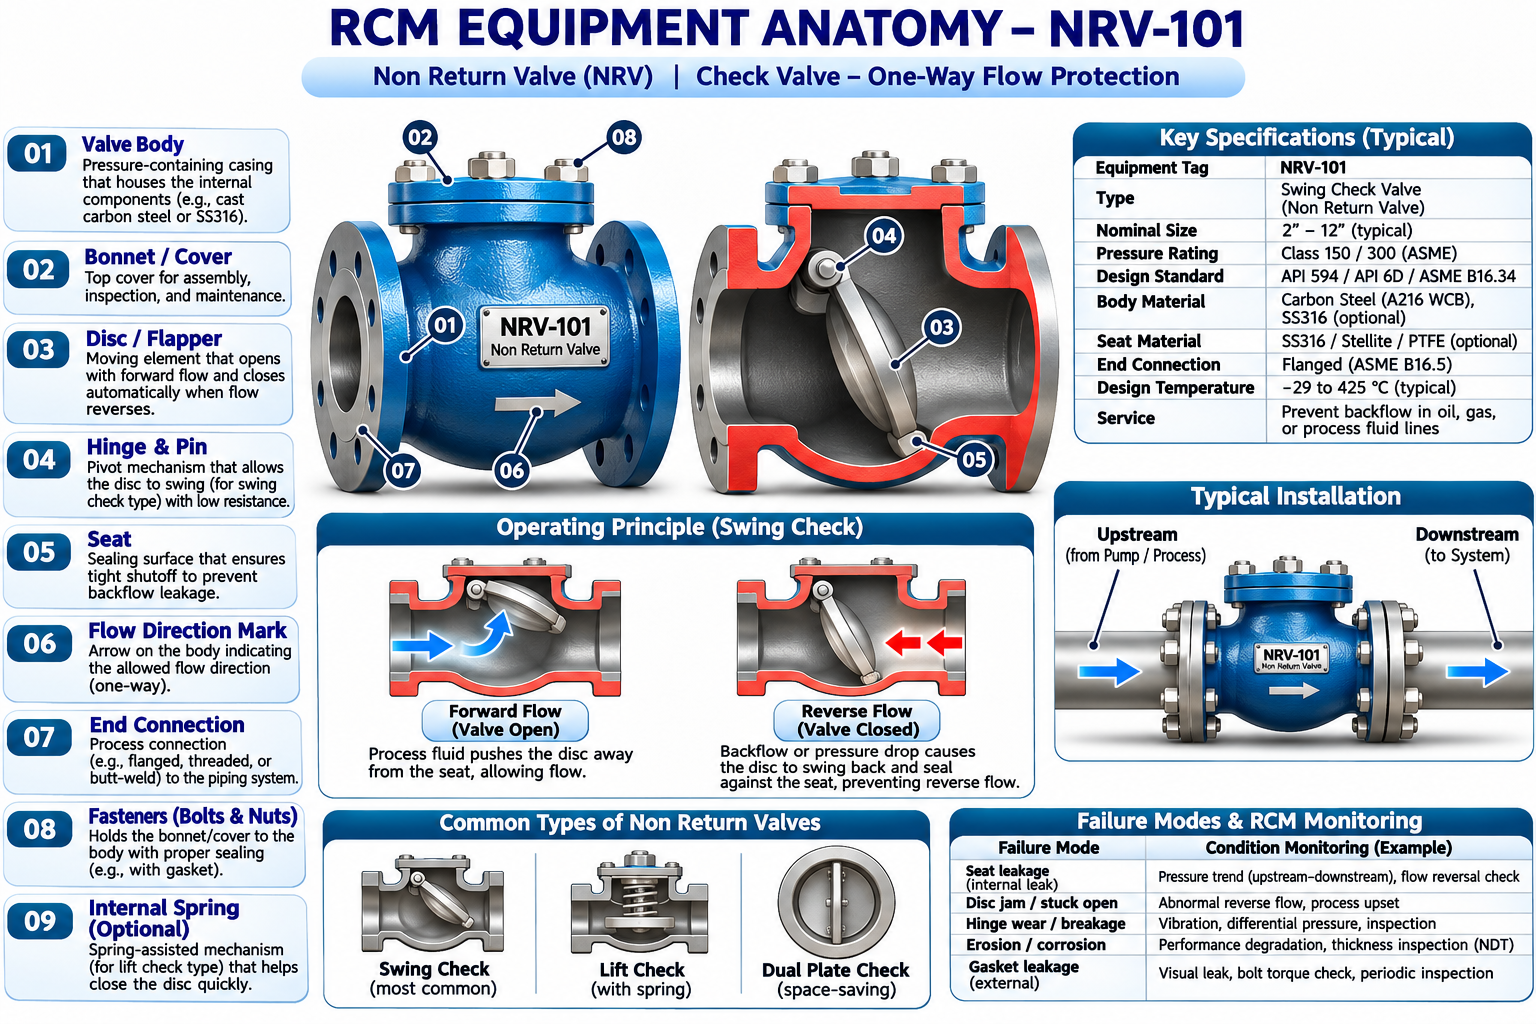 RCM EQUIPMENT ANATOMY – NRV-101
Non Return Valve (NRV) | Check Valve – One-Way Flow Protection
01
Valve Body
Pressure-containing casing
that houses the internal
components (e.g., cast
carbon steel or SS316).
02
Bonnet / Cover
Top cover for assembly,
inspection, and maintenance.
03
Disc / Flapper
Moving element that opens
with forward flow and closes
automatically when flow
reverses.
04
Hinge & Pin
Pivot mechanism that allows
the disc to swing (for swing
check type) with low resistance.
05
Seat
Sealing surface that ensures
tight shutoff to prevent
backflow leakage.
06
Flow Direction Mark
Arrow on the body indicating
the allowed flow direction
(one-way).
07
End Connection
Process connection
(e.g., flanged, threaded, or
butt-weld) to the piping system.
08
Fasteners (Bolts & Nuts)
Holds the bonnet/cover to the
body with proper sealing
(e.g., with gasket).
09
Internal Spring
(Optional)
Spring-assisted mechanism
(for lift check type) that helps
close the disc quickly.
02
08
01
NRV-101
Non Return Valve
07
06
04
03
05
Key Specifications (Typical)
Equipment Tag NRV-101
Type Swing Check Valve
(Non Return Valve)
Nominal Size 2” – 12” (typical)
Pressure Rating Class 150 / 300 (ASME)
Design Standard API 594 / API 6D / ASME B16.34
Body Material Carbon Steel (A216 WCB),
SS316 (optional)
Seat Material SS316 / Stellite / PTFE (optional)
End Connection Flanged (ASME B16.5)
Design Temperature –29 to 425 °C (typical)
Service Prevent backflow in oil, gas,
or process fluid lines
Operating Principle (Swing Check)
Forward Flow
(Valve Open)
Process fluid pushes the disc away
from the seat, allowing flow.
Reverse Flow
(Valve Closed)
Backflow or pressure drop causes
the disc to swing back and seal
against the seat, preventing reverse flow.
Typical Installation
Upstream
(from Pump / Process)
Downstream
(to System)
NRV-101
Non Return Valve
Common Types of Non Return Valves
Swing Check
(most common)
Lift Check
(with spring)
Dual Plate Check
(space-saving)
Failure Modes & RCM Monitoring
Failure Mode Condition Monitoring (Example)
Seat leakage
(internal leak) Pressure trend (upstream–downstream), flow reversal check
Disc jam / stuck open Abnormal reverse flow, process upset
Hinge wear / breakage Vibration, differential pressure, inspection
Erosion / corrosion Performance degradation, thickness inspection (NDT)
Gasket leakage
(external) Visual leak, bolt torque check, periodic inspection